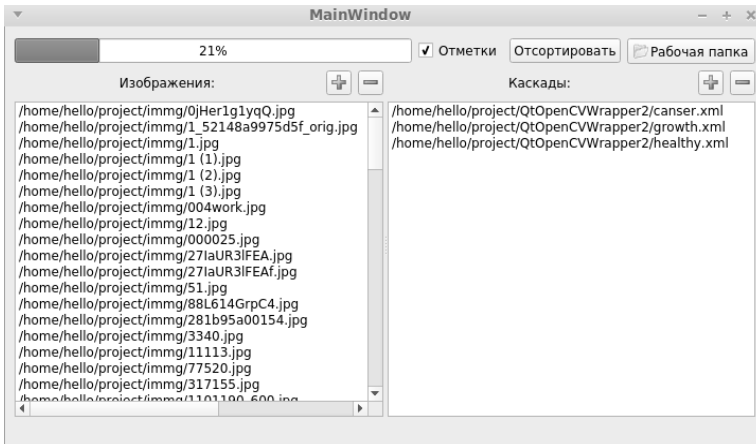 MainWindow
21%
Отметки
Отсортировать
Рабочая папка
Изображения:
Каскады:
/home/hello/project/immg/0jHer1g1yqQ.jpg
/home/hello/project/immg/1_52148a9975d5f_orig.jpg
/home/hello/project/immg/1.jpg
/home/hello/project/immg/1 (1).jpg
/home/hello/project/immg/1 (2).jpg
/home/hello/project/immg/1 (3).jpg
/home/hello/project/immg/004work.jpg
/home/hello/project/immg/12.jpg
/home/hello/project/immg/000025.jpg
/home/hello/project/immg/27IaUR3lFEA.jpg
/home/hello/project/immg/27IaUR3lFEAf.jpg
/home/hello/project/immg/51.jpg
/home/hello/project/immg/88L614GrpC4.jpg
/home/hello/project/immg/281b95a00154.jpg
/home/hello/project/immg/3340.jpg
/home/hello/project/immg/11113.jpg
/home/hello/project/immg/77520.jpg
/home/hello/project/immg/317155.jpg
/home/hello/project/immg/1101190_600.jpg
/home/hello/project/QtOpenCVWrapper2/canser.xml
/home/hello/project/QtOpenCVWrapper2/growth.xml
/home/hello/project/QtOpenCVWrapper2/healthy.xml